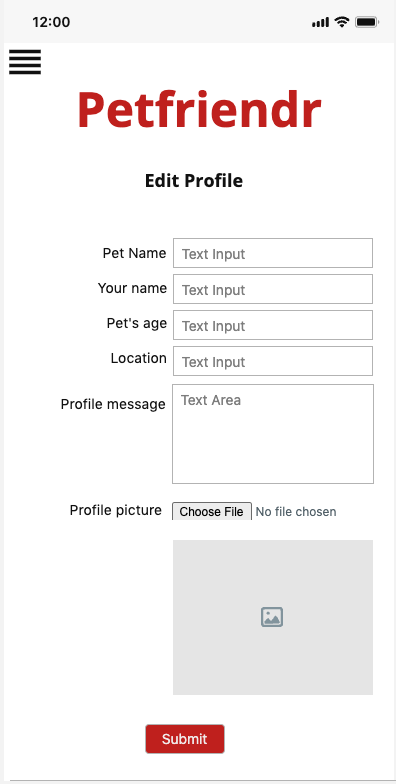 12:00
Petfriendr
Edit Profile
Pet Name Text Input
Your name Text Input
Pet's age Text Input
Location Text Input
Profile message Text Area
Profile picture Choose File No file chosen
Submit